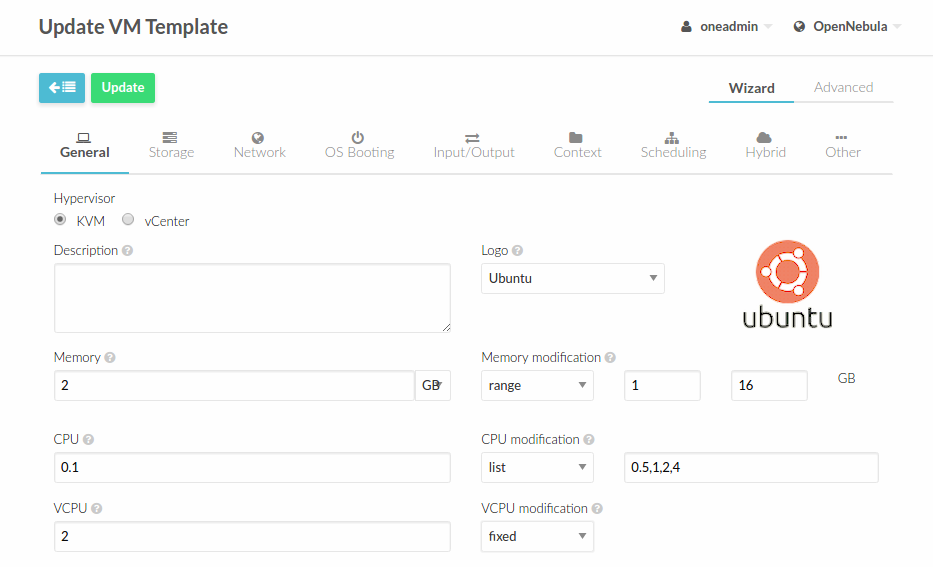 Update VM Template
oneadmin
OpenNebula
Update
Wizard
Advanced
General
Storage
Network
OS Booting
Input/Output
Context
Scheduling
Hybrid
Other
Hypervisor
KVM
vCenter
Description
Logo
Ubuntu
ubuntu
Memory
Memory modification
2
GB
range
1
16
GB
CPU
CPU modification
0.1
list
0.5,1,2,4
VCPU
VCPU modification
2
fixed